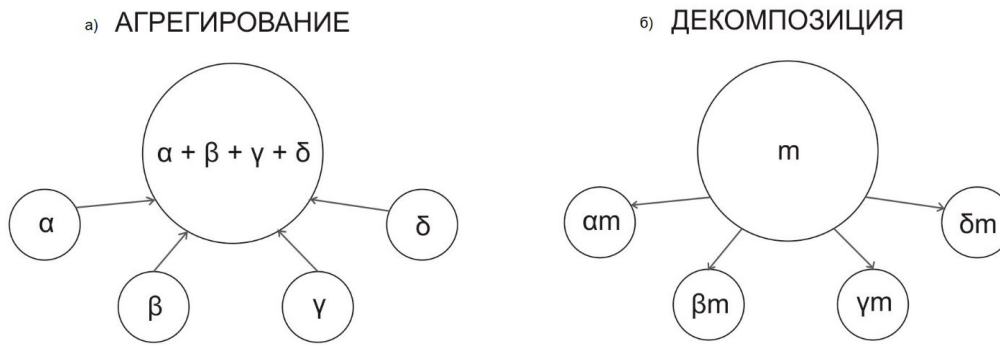 а) АГРЕГИРОВАНИЕ
α + β + γ + δ
α
β
γ
δ
б) ДЕКОМПОЗИЦИЯ
m
αm
βm
γm
δm